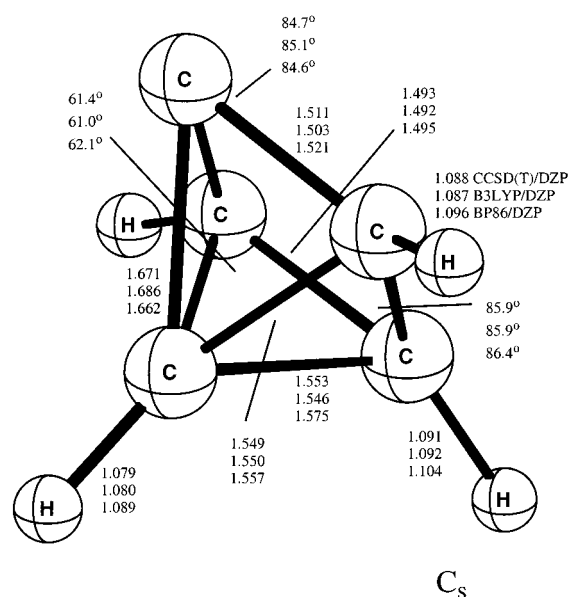 84.7°
85.1°
84.6°
C
61.4°
61.0°
62.1°
1.511
1.503
1.521
1.493
1.492
1.495
1.088 CCSD(T)/DZP
1.087 B3LYP/DZP
1.096 BP86/DZP
H
C
C
H
1.671
1.686
1.662
85.9°
85.9°
86.4°
C
C
1.553
1.546
1.575
1.549
1.550
1.557
1.091
1.092
1.104
1.079
1.080
1.089
H
H
Cs